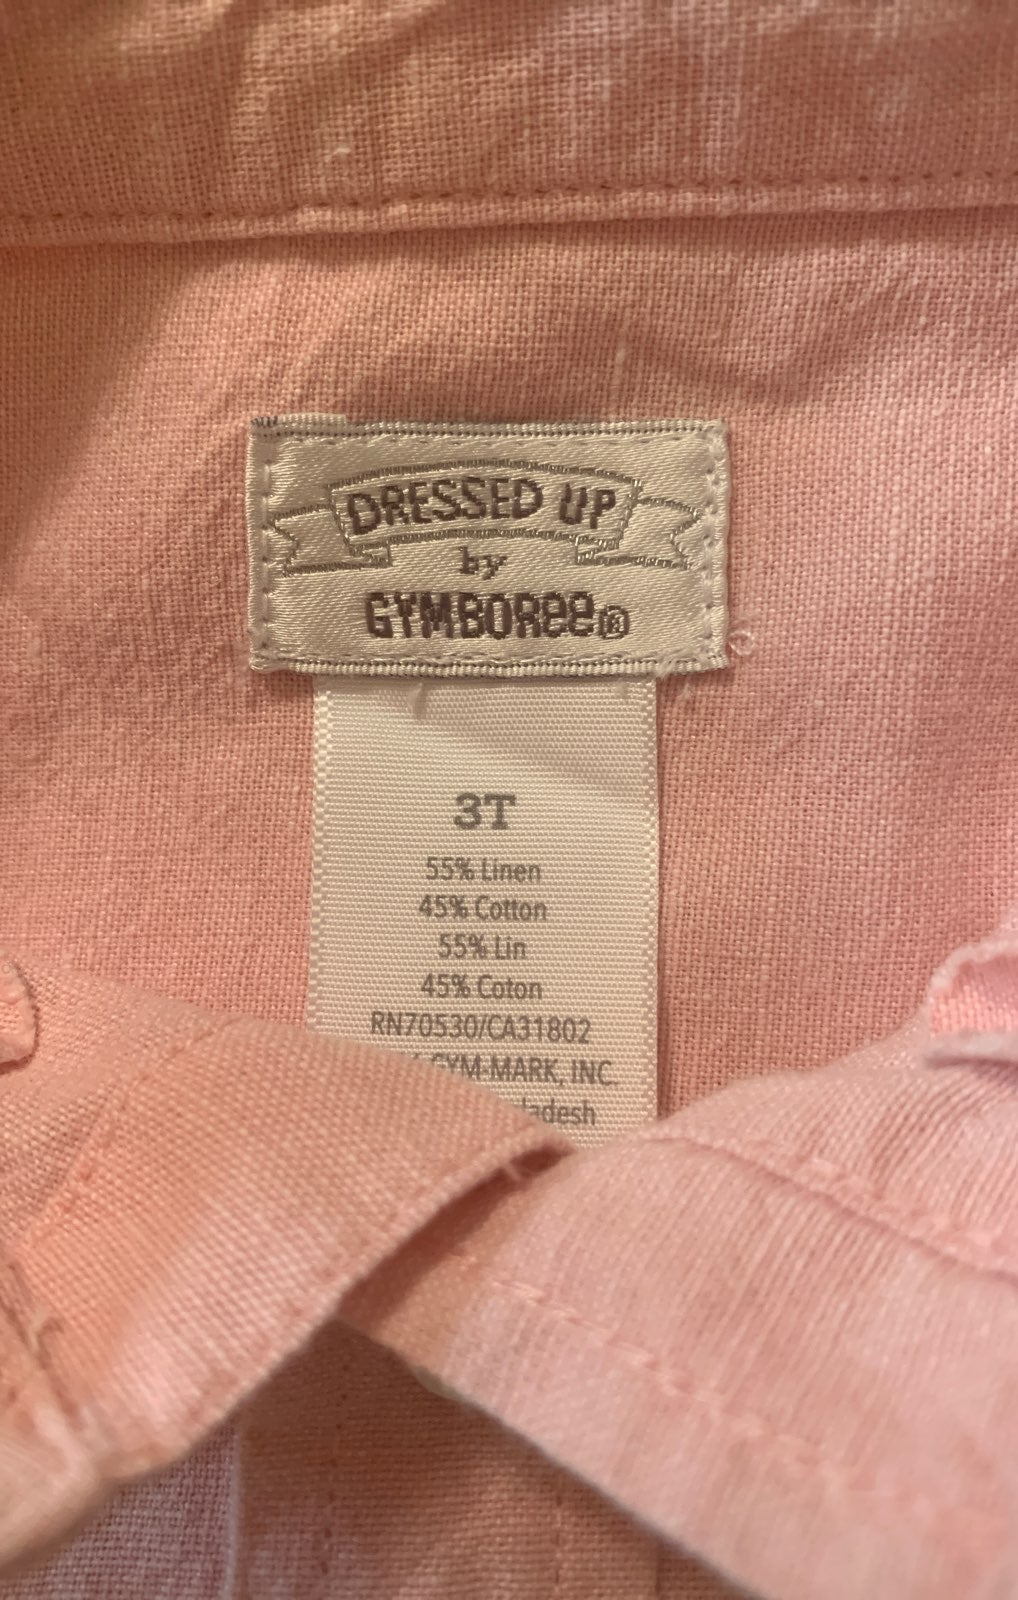 DRESSED UP
by
GYMBOREE®
3T
55% Linen
45% Cotton
55% Lin
45% Coton
RN70530/CA31802
GYM-MARK, INC.